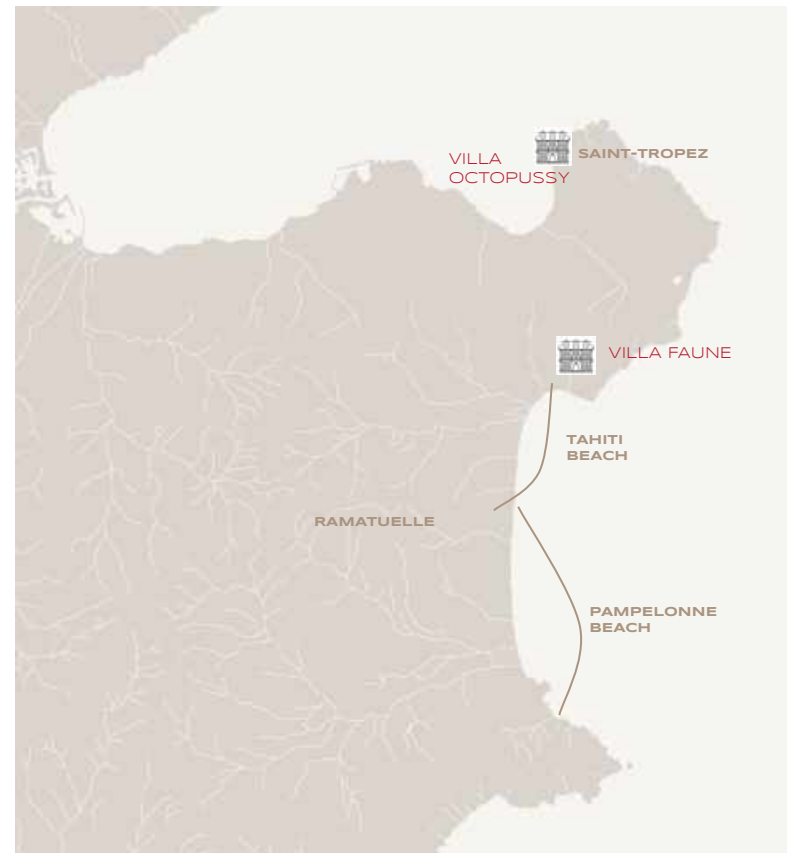 VILLA
OCTOPUSSY
SAINT-TROPEZ
VILLA FAUNE
TAHITI
BEACH
RAMATUELLE
PAMPELONNE
BEACH